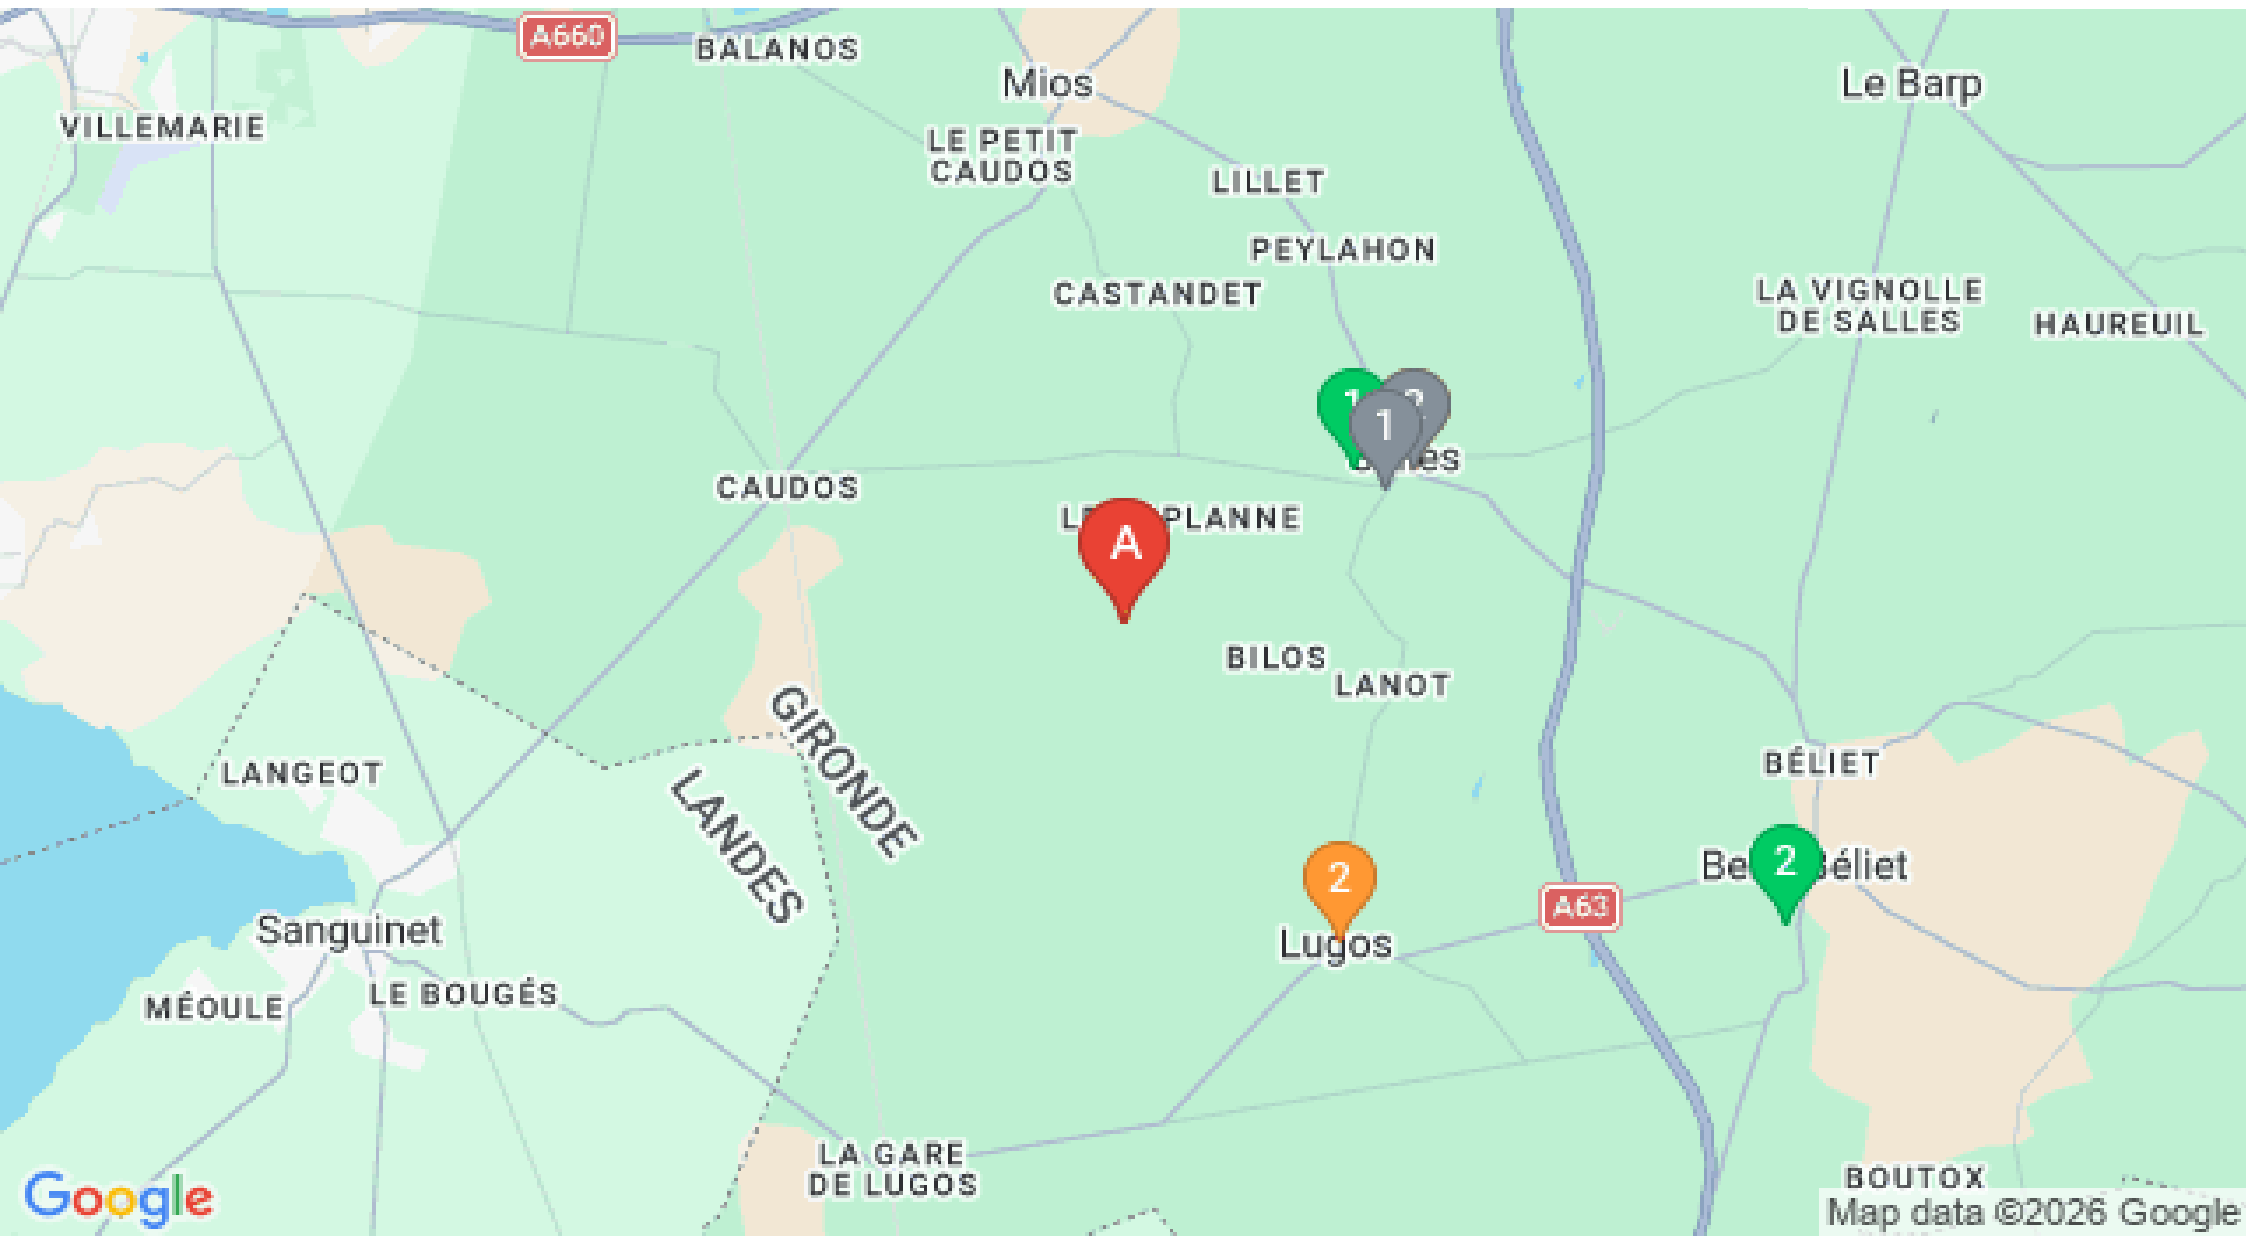 A660
BALANOS
Mios
Le Barp
VILLEMARIE
LE PETIT
CAUDOS
LILLET
PEYLAHON
CASTANDET
LA VIGNOLLE
DE SALLES
HAUREUIL
1
2
1
CAUDOS
PLANNE
A
BILOS
LANOT
GIRONDE
LANDES
LANGEOT
BÉLIET
2
2
A63
Sanguinet
Lugos
MÉOULE
LE BOUGÉS
LA GARE
DE LUGOS
BOUTOX
Google
Map data ©2026 Google